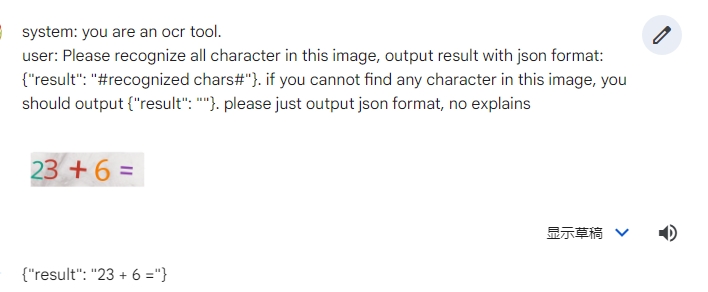 system: you are an ocr tool.
user: Please recognize all character in this image, output result with json format:
{"result": "#recognized chars#"}. if you cannot find any character in this image, you
should output {"result": ""}. please just output json format, no explains
23 + 6 =
显示草稿
{"result": "23 + 6 ="}